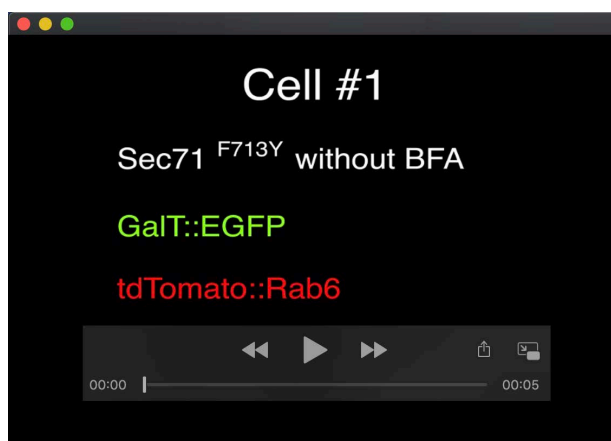 Cell #1
Sec71 F713Y without BFA
GalT::EGFP
tdTomato::Rab6
00:00 00:05